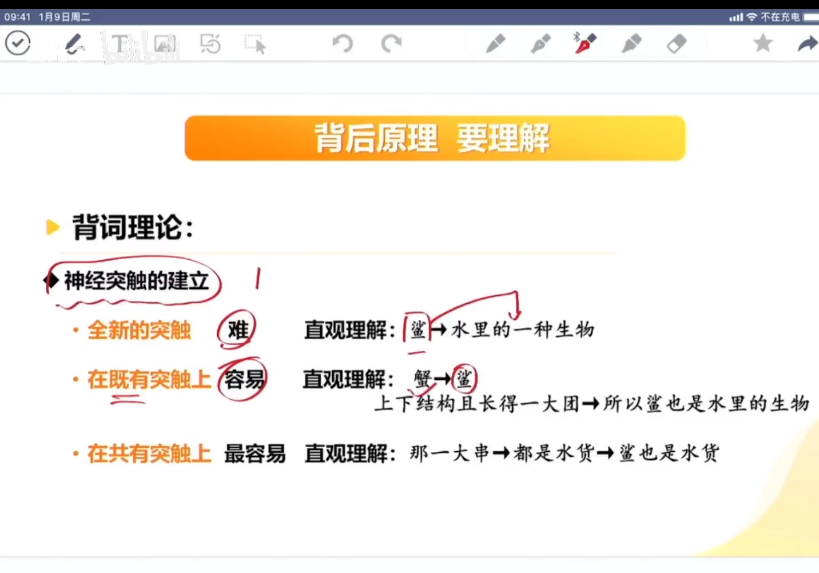 09:41 1月9日周二 不在充电
bilibili
背后原理 要理解
背词理论：
神经突触的建立 1
全新的突触 难 直观理解：鲨→水里的一种生物
在既有突触上 容易 直观理解：蟹→鲨
上下结构且长得一大团→所以鲨也是水里的生物
在共有突触上 最容易 直观理解：那一大串→都是水货→鲨也是水货